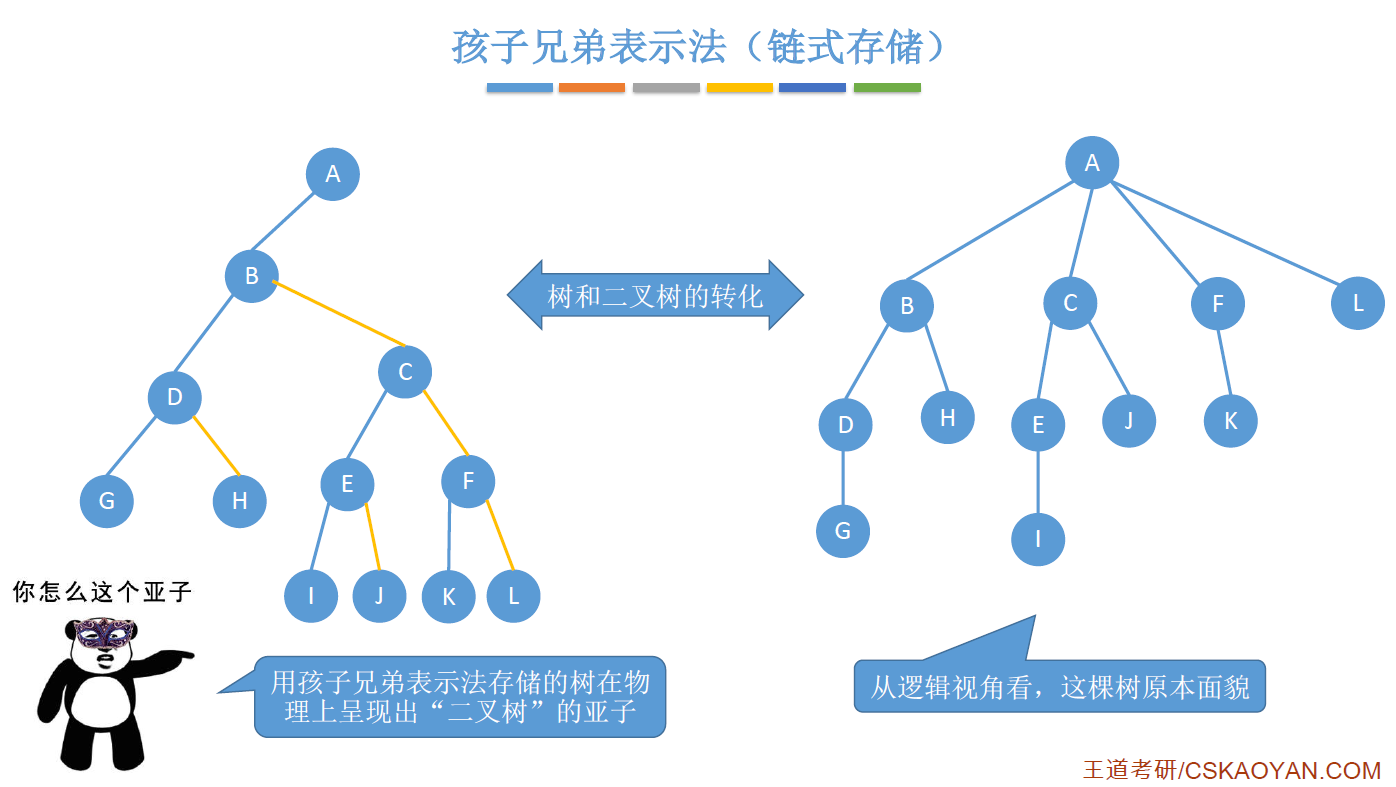 孩子兄弟表示法（链式存储）
A
B
C
D
E
F
G
H
I
J
K
L
树和二叉树的转化
A
B
C
F
L
D
H
E
J
K
G
I
你怎么这个亚子
用孩子兄弟表示法存储的树在物
理上呈现出“二叉树”的亚子
从逻辑视角看，这棵树原本面貌
王道考研/CSKAOYAN.COM